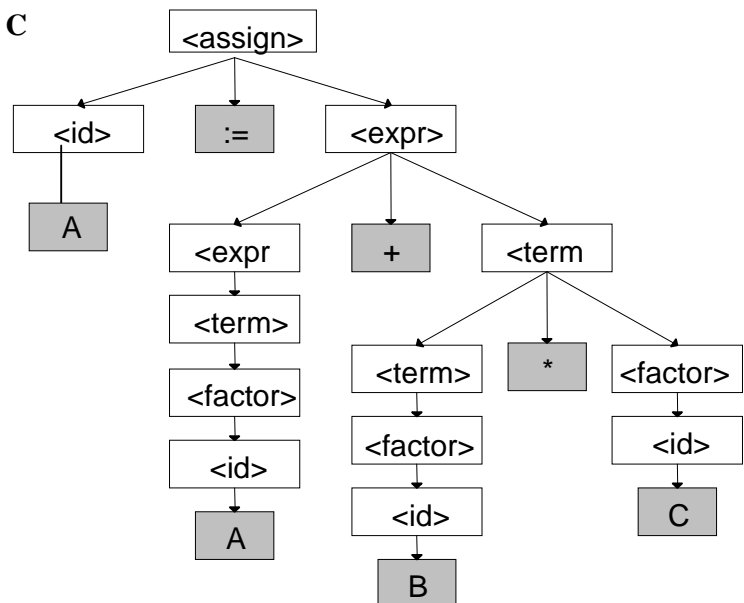 C
<assign>
<id>
:=
<expr>
A
<expr
+
<term
<term>
<term>
*
<factor>
<factor>
<factor>
<id>
<id>
<id>
A
C
B